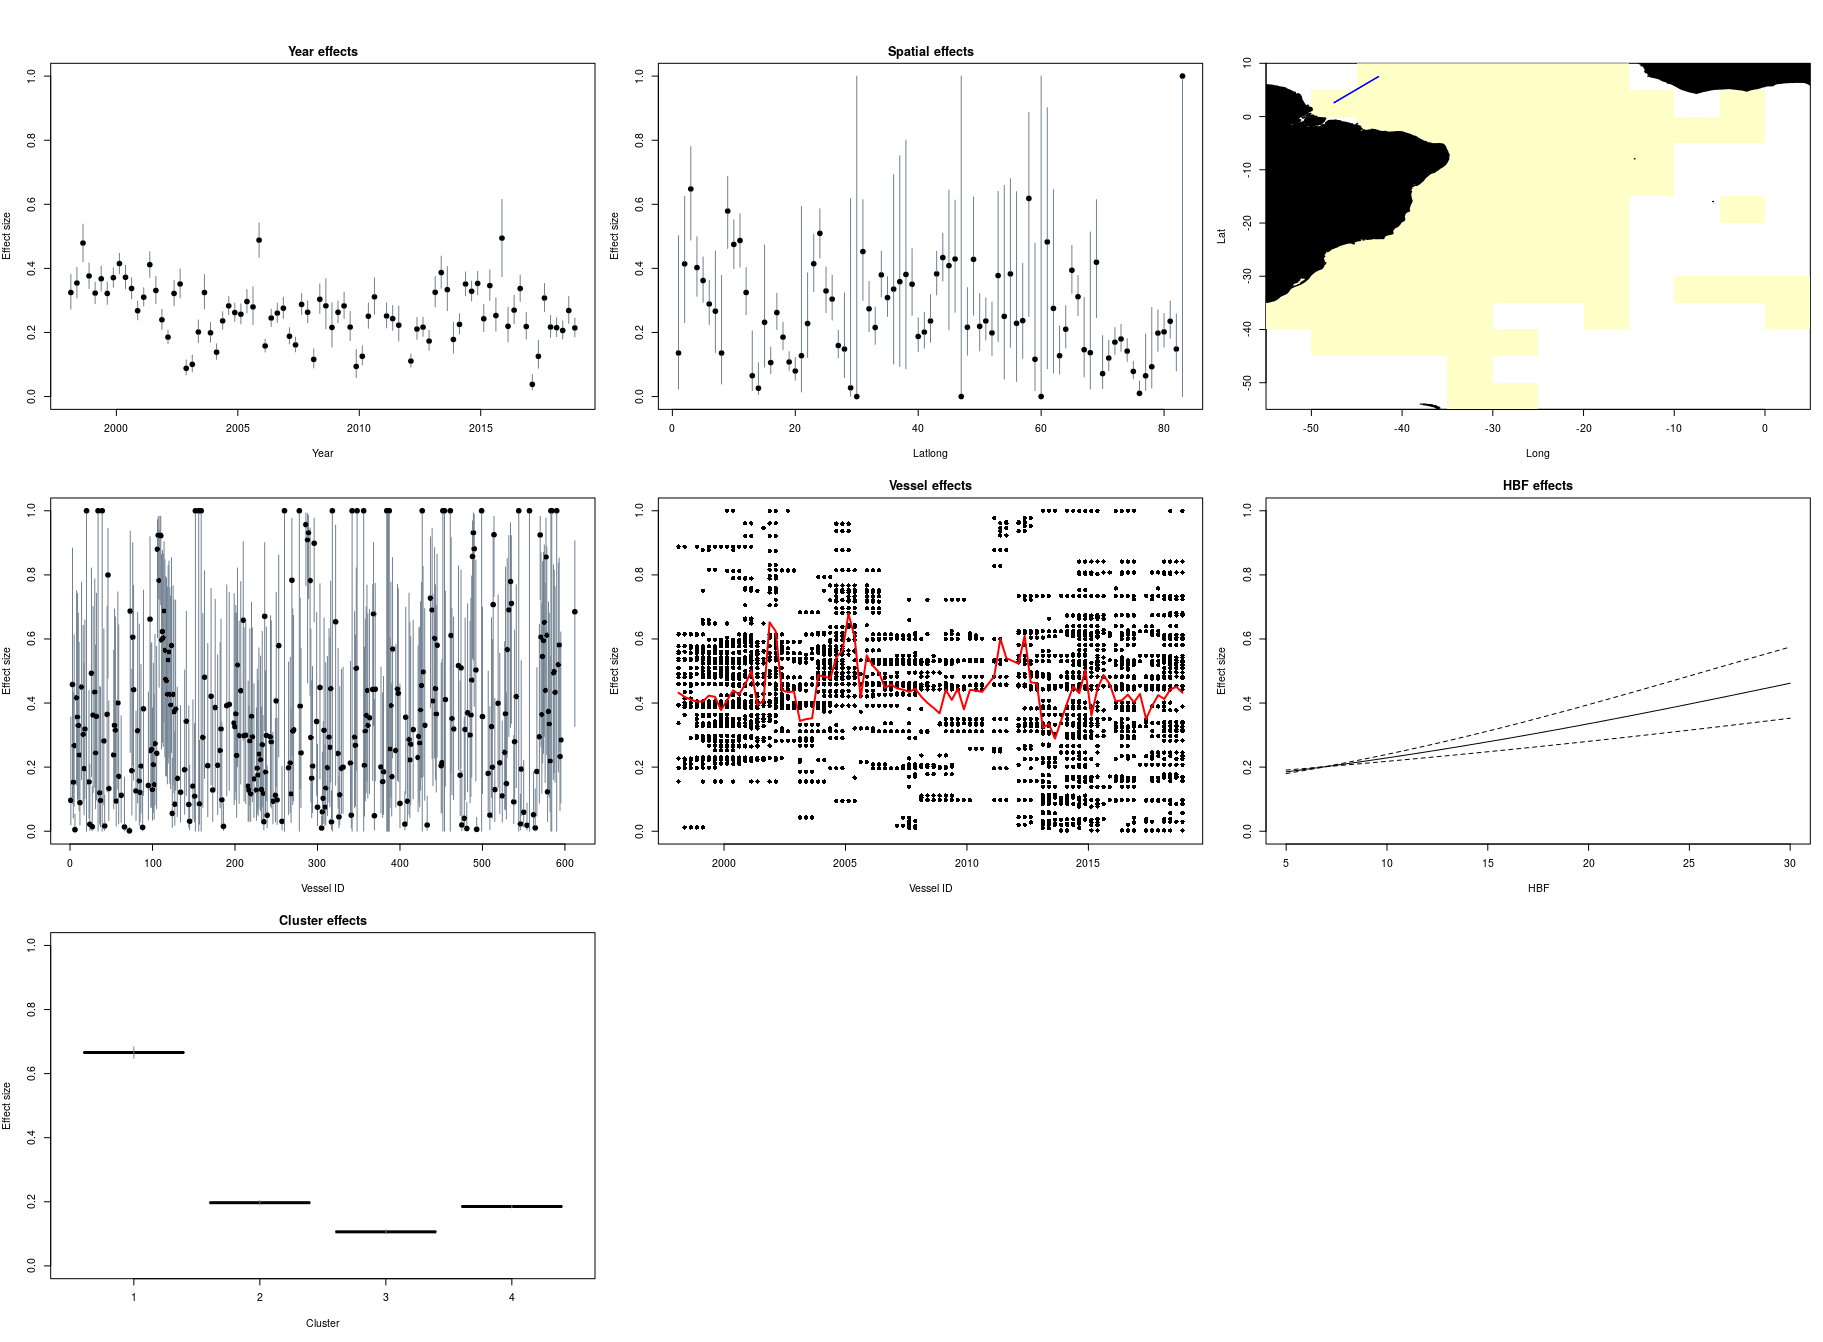 Year effects
Effect size
0.0 0.2 0.4 0.6 0.8 1.0
2000 2005 2010 2015
Year
Spatial effects
Effect size
0.0 0.2 0.4 0.6 0.8 1.0
0 20 40 60 80
Latlong
Lat
-50 -40 -30 -20 -10 0 10
-50 -40 -30 -20 -10 0
Long
Effect size
0.0 0.2 0.4 0.6 0.8 1.0
0 100 200 300 400 500 600
Vessel ID
Vessel effects
Effect size
0.0 0.2 0.4 0.6 0.8 1.0
2000 2005 2010 2015
Vessel ID
HBF effects
Effect size
0.0 0.2 0.4 0.6 0.8 1.0
5 10 15 20 25 30
HBF
Cluster effects
Effect size
0.0 0.2 0.4 0.6 0.8 1.0
1 2 3 4
Cluster